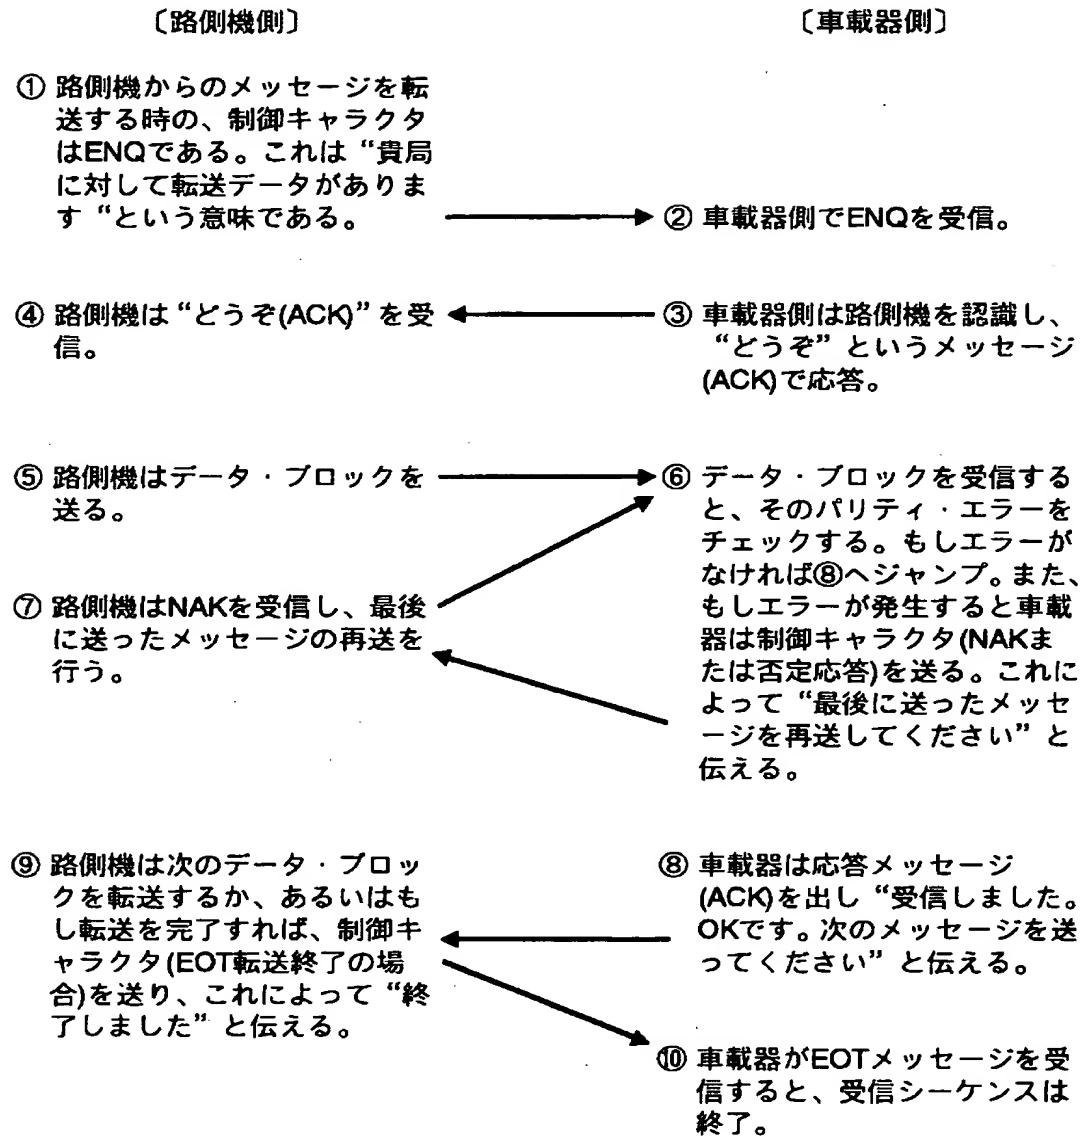 〔路側機側〕
〔車載器側〕
① 路側機からのメッセージを転
送する時の、制御キャラクタ
はENQである。これは“貴局
に対して転送データがありま
す“という意味である。
② 車載器側でENQを受信。
③ 車載器側は路側機を認識し、
“どうぞ”というメッセージ
(ACK)で応答。
④ 路側機は“どうぞ(ACK)”を受
信。
⑤ 路側機はデータ・ブロックを
送る。
⑥ データ・ブロックを受信する
と、そのパリティ・エラーを
チェックする。もしエラーが
なければ⑧へジャンプ。また、
もしエラーが発生すると車載
器は制御キャラクタ(NAKま
たは否定応答)を送る。これに
よって“最後に送ったメッセ
ージを再送してください”と
伝える。
⑦ 路側機はNAKを受信し、最後
に送ったメッセージの再送を
行う。
⑧ 車載器は応答メッセージ
(ACK)を出し“受信しました。
OKです。次のメッセージを送
ってください”と伝える。
⑨ 路側機は次のデータ・ブロッ
クを転送するか、あるいはも
し転送を完了すれば、制御キ
ャラクタ(EOT転送終了の場
合)を送り、これによって“終
了しました”と伝える。
⑩ 車載器がEOTメッセージを受
信すると、受信シーケンスは
終了。